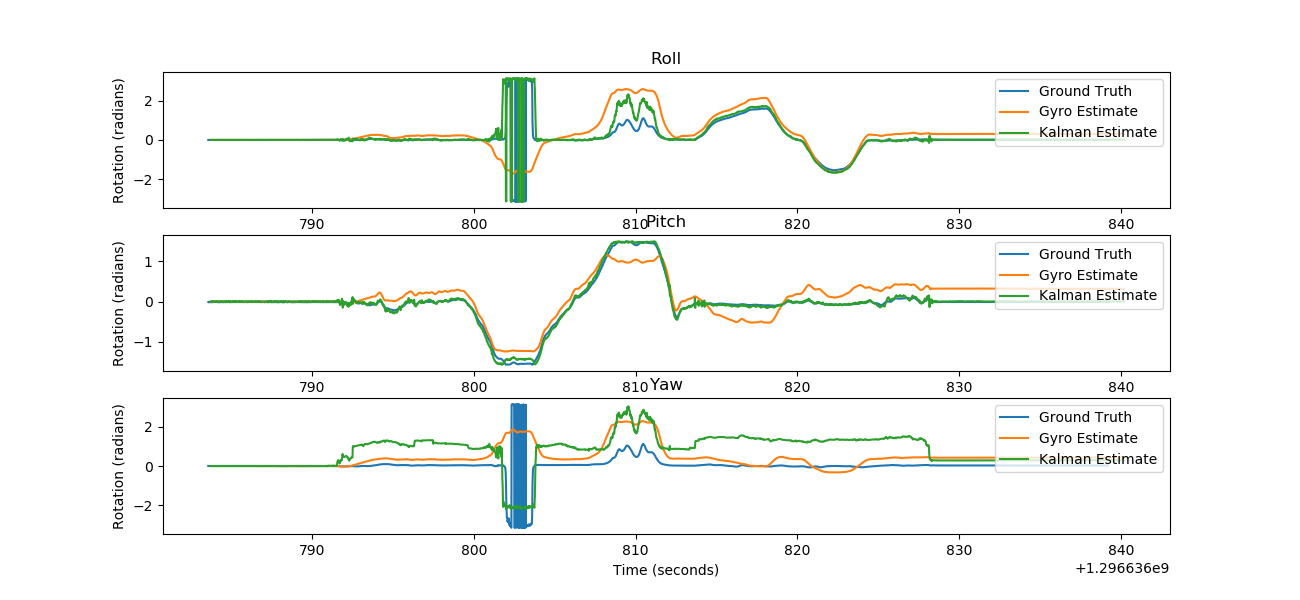 Roll
Rotation (radians)
2
0
−2
Ground Truth
Gyro Estimate
Kalman Estimate
790 800 810 820 830 840
Pitch
Rotation (radians)
1
0
−1
Ground Truth
Gyro Estimate
Kalman Estimate
790 800 810 820 830 840
Yaw
Rotation (radians)
2
0
−2
Ground Truth
Gyro Estimate
Kalman Estimate
790 800 810 820 830 840
Time (seconds)
+1.296636e9